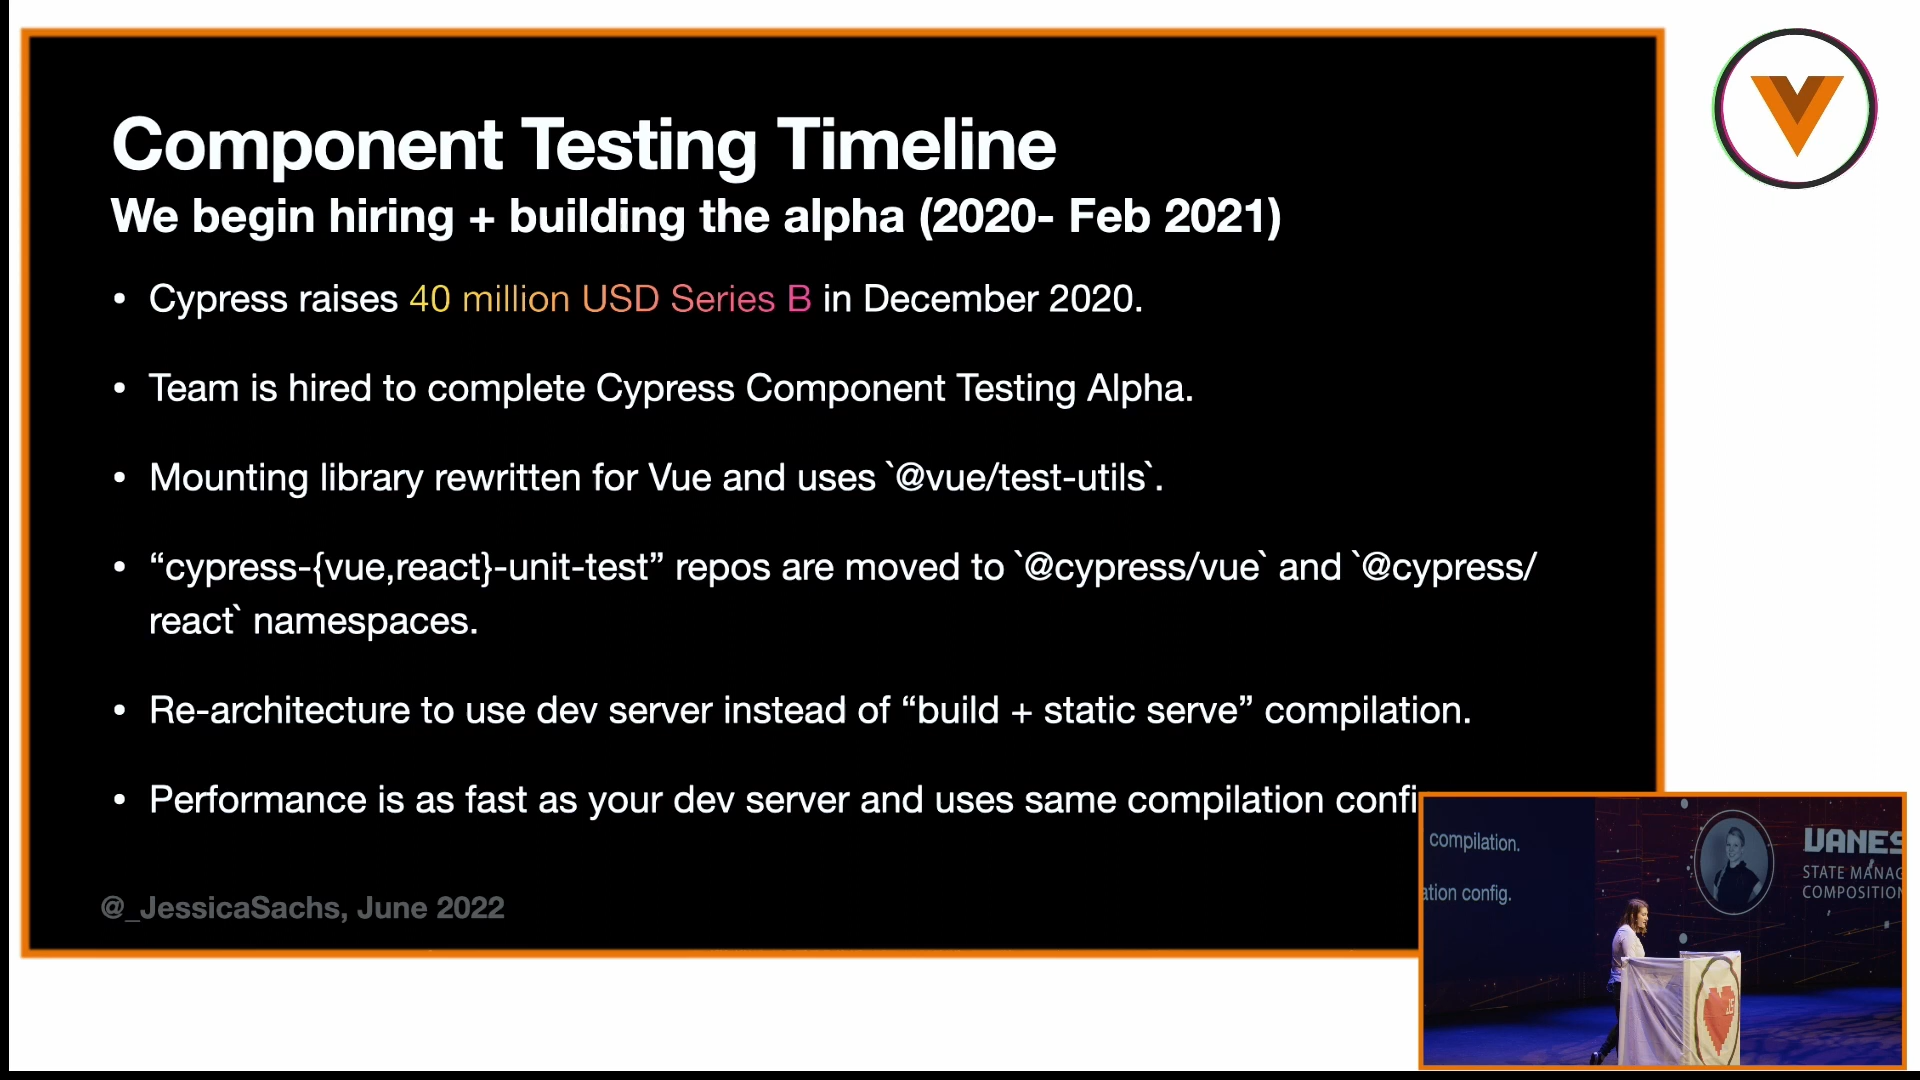 Component Testing Timeline
We begin hiring + building the alpha (2020- Feb 2021)
• Cypress raises 40 million USD Series B in December 2020.
• Team is hired to complete Cypress Component Testing Alpha.
• Mounting library rewritten for Vue and uses `@vue/test-utils`.
• “cypress-{vue,react}-unit-test” repos are moved to `@cypress/vue` and `@cypress/
react` namespaces.
• Re-architecture to use dev server instead of “build + static serve” compilation.
• Performance is as fast as your dev server and uses same compilation confi
@_JessicaSachs, June 2022
compilation.
ation config.
VANES
STATE MANAG
COMPOSITION
JS